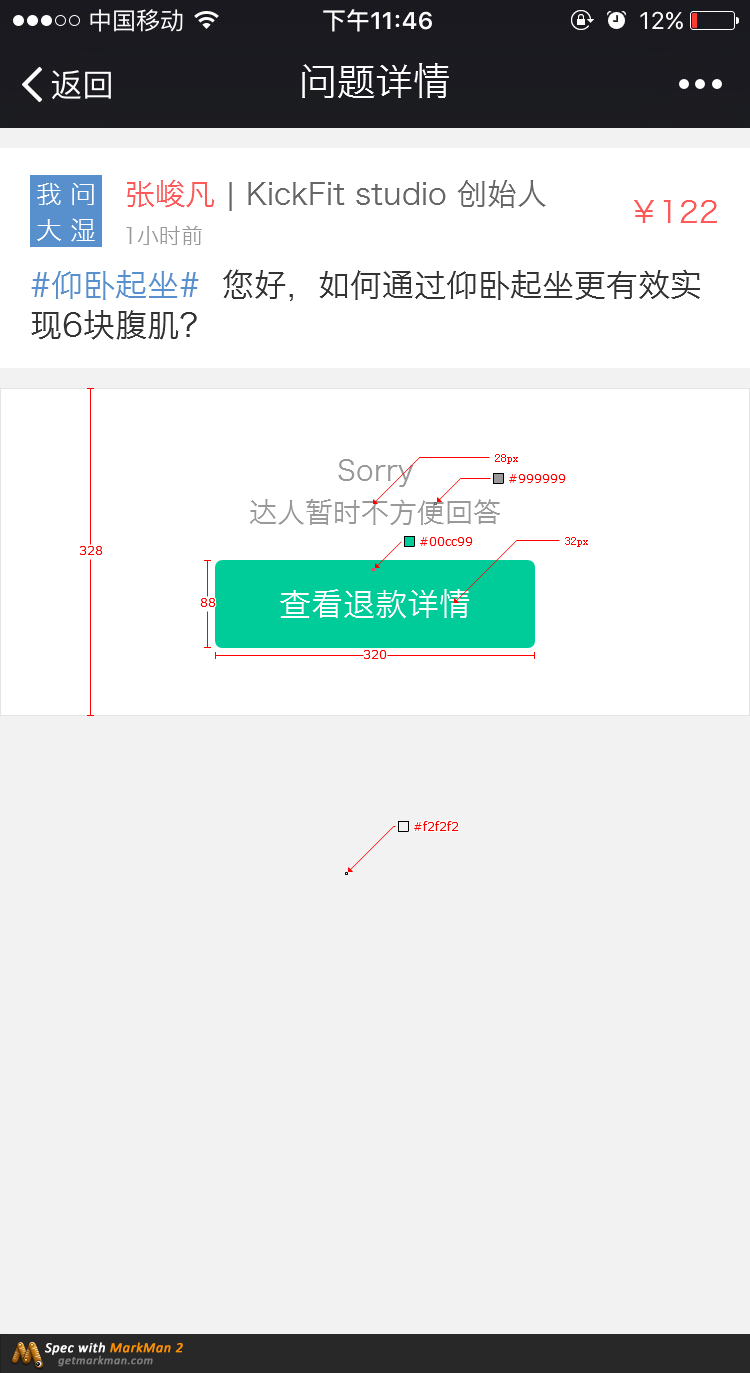 中国移动 下午11:46 12%
返回 问题详情
我问
大湿
张峻凡 | KickFit studio 创始人
¥122
1小时前
#仰卧起坐# 您好，如何通过仰卧起坐更有效实
现6块腹肌?
28px
Sorry
#999999
达人暂时不方便回答
#00cc99
32px
328
88
查看退款详情
320
#f2f2f2
Spec with MarkMan 2
getmarkman.com